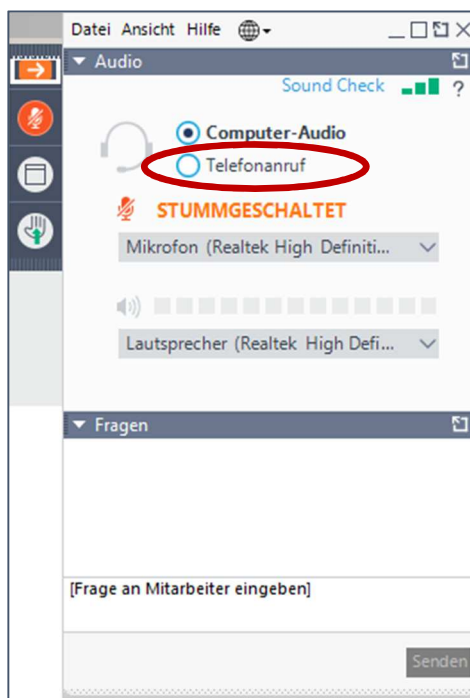 Datei Ansicht Hilfe
Audio
Sound Check ?
Computer-Audio
Telefonanruf
STUMMGESCHALTET
Mikrofon (Realtek High Definiti...
Lautsprecher (Realtek High Defi...
Fragen
[Frage an Mitarbeiter eingeben]
Senden